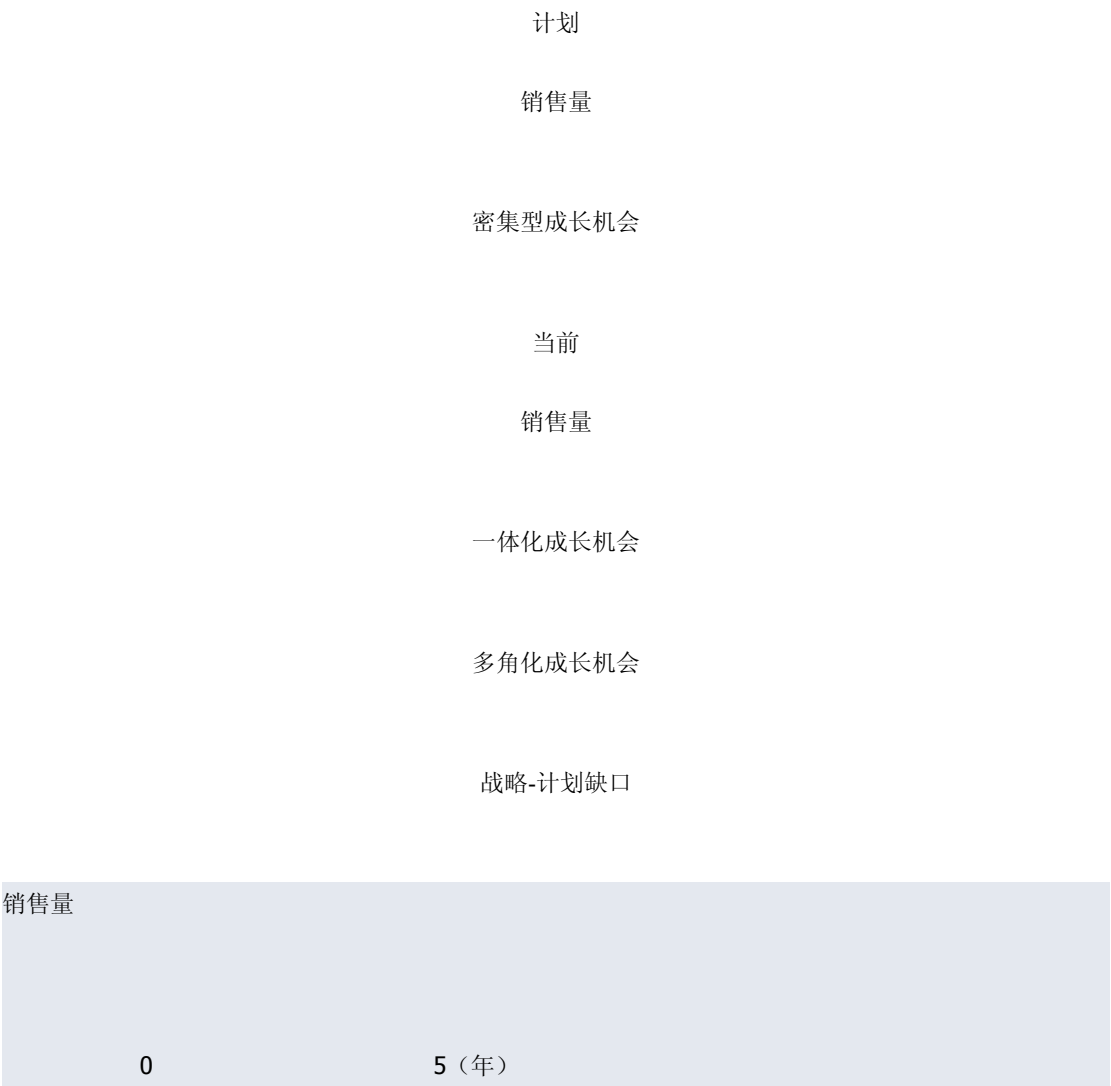 计划
销售量
密集型成长机会
当前
销售量
一体化成长机会
多角化成长机会
战略-计划缺口
销售量
0 5（年）